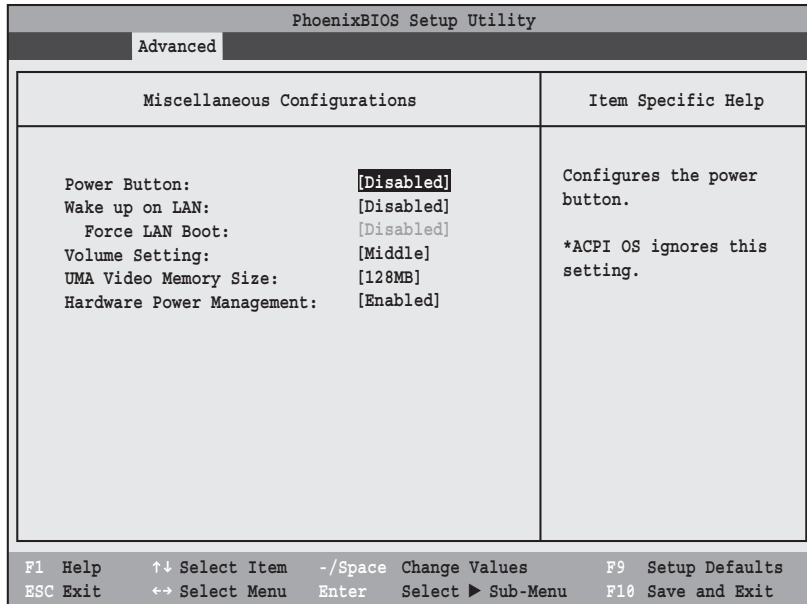 PhoenixBIOS Setup Utility
Advanced
Miscellaneous Configurations
Item Specific Help
Power Button: [Disabled]
Wake up on LAN: [Disabled]
Force LAN Boot: [Disabled]
Volume Setting: [Middle]
UMA Video Memory Size: [128MB]
Hardware Power Management: [Enabled]
Configures the power
button.
*ACPI OS ignores this
setting.
F1 Help ↑↓ Select Item -/Space Change Values F9 Setup Defaults
ESC Exit ←→ Select Menu Enter Select ▶ Sub-Menu F10 Save and Exit